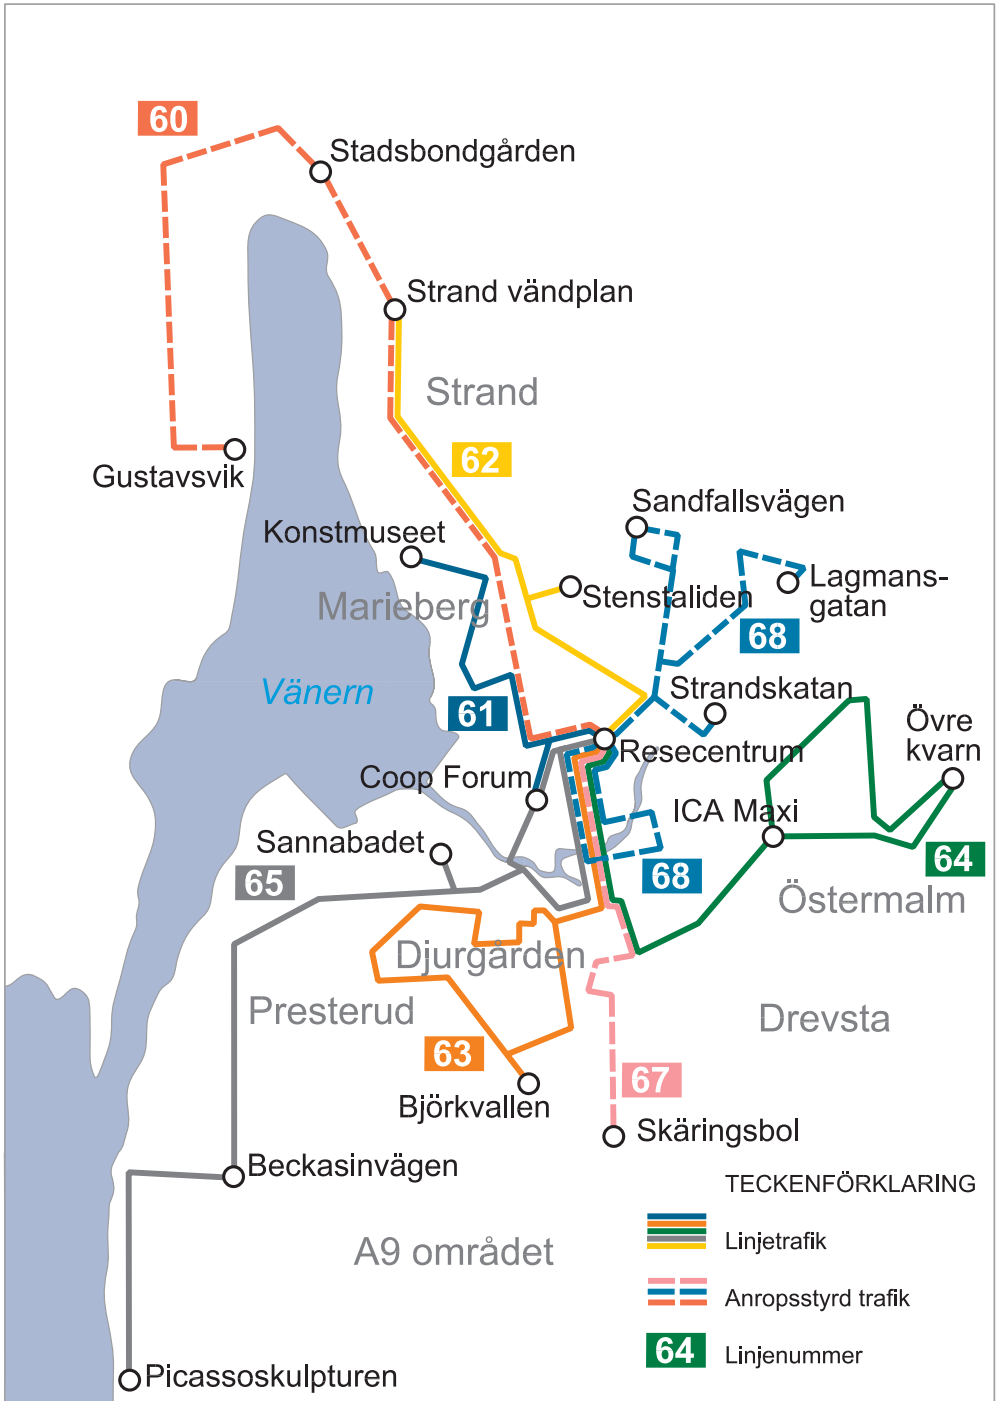 60
Stadsbondgården
Strand vändplan
Strand
62
Gustavsvik
Sandfallsvägen
Konstmuseet
Lagmans-
gatan
Stenstaliden
Marieberg
68
Vänern
Strandskatan
61
Övre
kvarn
Resecentrum
Coop Forum
ICA Maxi
Sannabadet
64
65
68
Östermalm
Djurgården
Presterud
Drevsta
63
67
Björkvallen
Skäringsbol
Beckasinvägen
TECKENFÖRKLARING
Linjetrafik
A9 området
Anropsstyrd trafik
64 Linjenummer
Picassoskulpturen